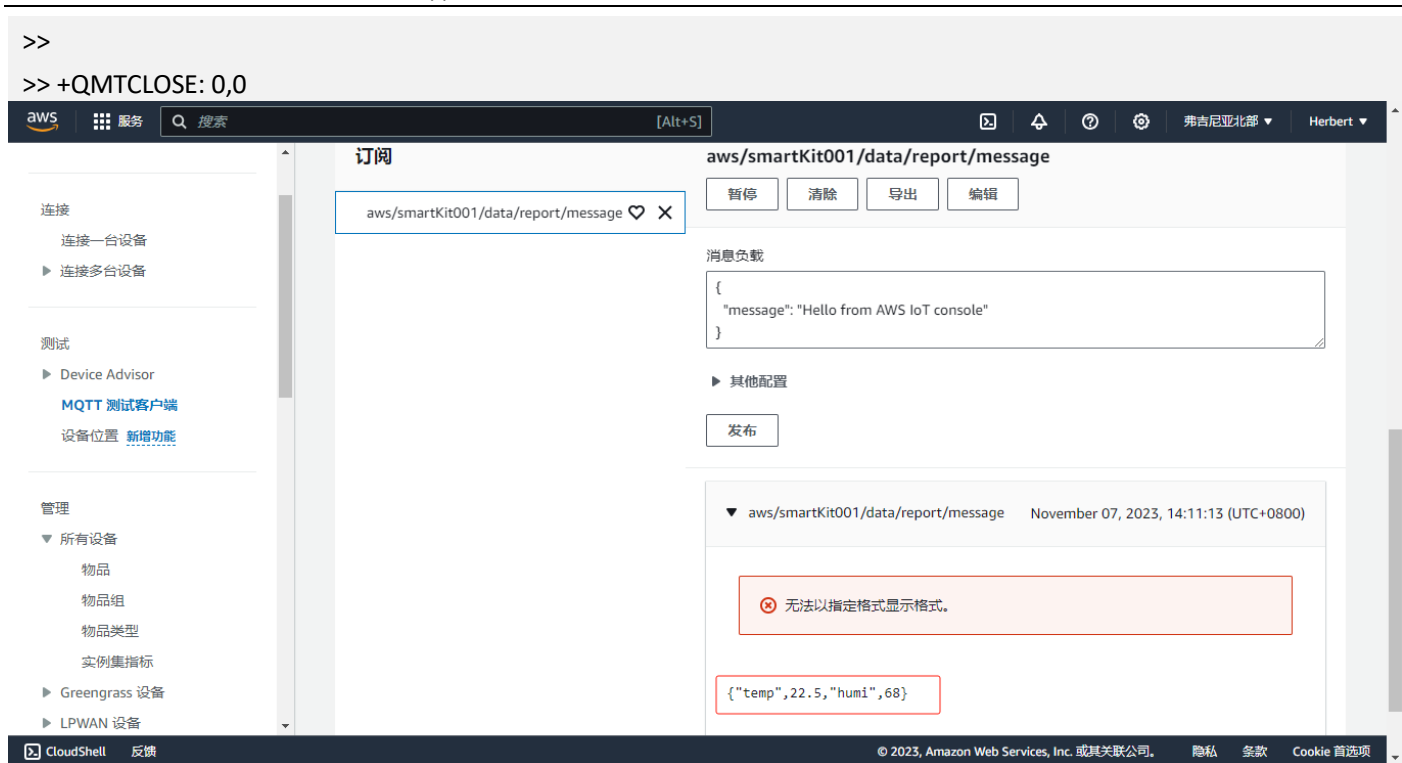 >>
>> +QMTCLOSE: 0,0
aws 服务 搜索 [Alt+S] 弗吉尼亚北部 ▼ Herbert ▼
连接
连接一台设备
▶ 连接多台设备
测试
▶ Device Advisor
MQTT 测试客户端
设备位置 新增功能
管理
▼ 所有设备
物品
物品组
物品类型
实例集指标
▶ Greengrass 设备
▶ LPWAN 设备
订阅
aws/smartKit001/data/report/message
aws/smartKit001/data/report/message
暂停 清除 导出 编辑
消息负载
{
"message": "Hello from AWS IoT console"
}
▶ 其他配置
发布
▼ aws/smartKit001/data/report/message November 07, 2023, 14:11:13 (UTC+0800)
无法以指定格式显示格式。
{"temp",22.5,"humi",68}
CloudShell 反馈 © 2023, Amazon Web Services, Inc. 或其关联公司。 隐私 条款 Cookie 首选项